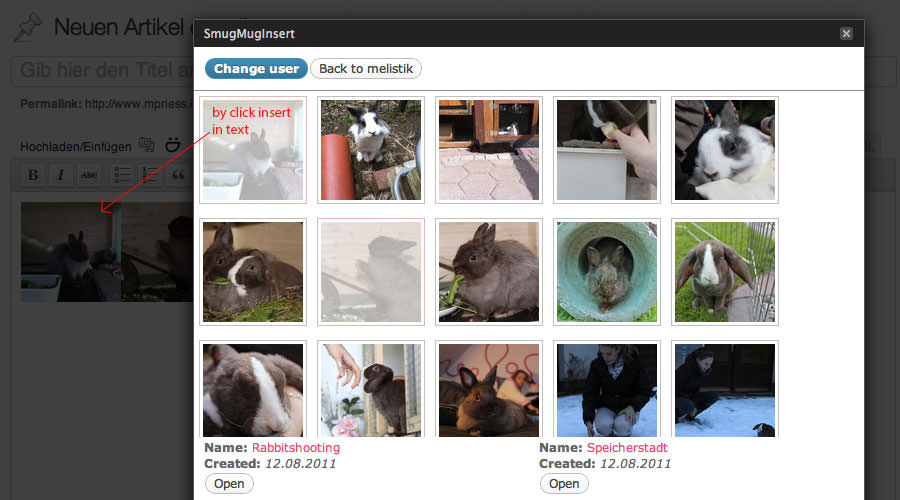 Neuen Artikel
SmugMugInsert
Change user
Back to melistik
Gib hier den Titel
Permalink: http://www.mpriess.
by click insert
in text
Hochladen/Einfügen
B I ABC
Name: Rabbitshooting
Created: 12.08.2011
Open
Name: Speicherstadt
Created: 12.08.2011
Open